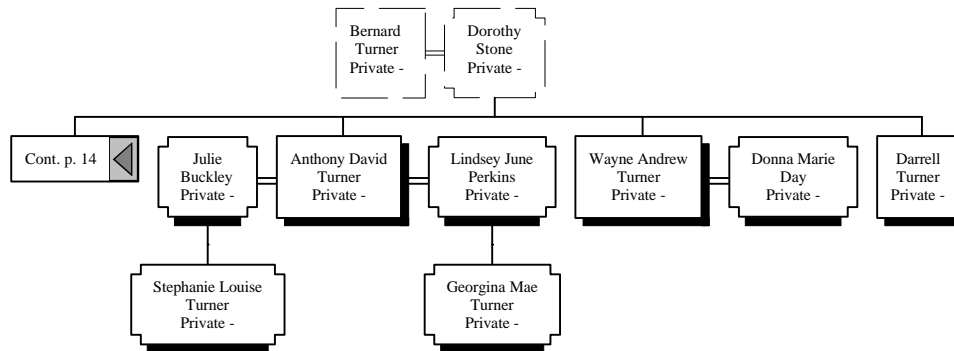 Bernard
Turner
Private -
Dorothy
Stone
Private -
Cont. p. 14
Julie
Buckley
Private -
Anthony David
Turner
Private -
Lindsey June
Perkins
Private -
Wayne Andrew
Turner
Private -
Donna Marie
Day
Private -
Darrell
Turner
Private -
Stephanie Louise
Turner
Private -
Georgina Mae
Turner
Private -